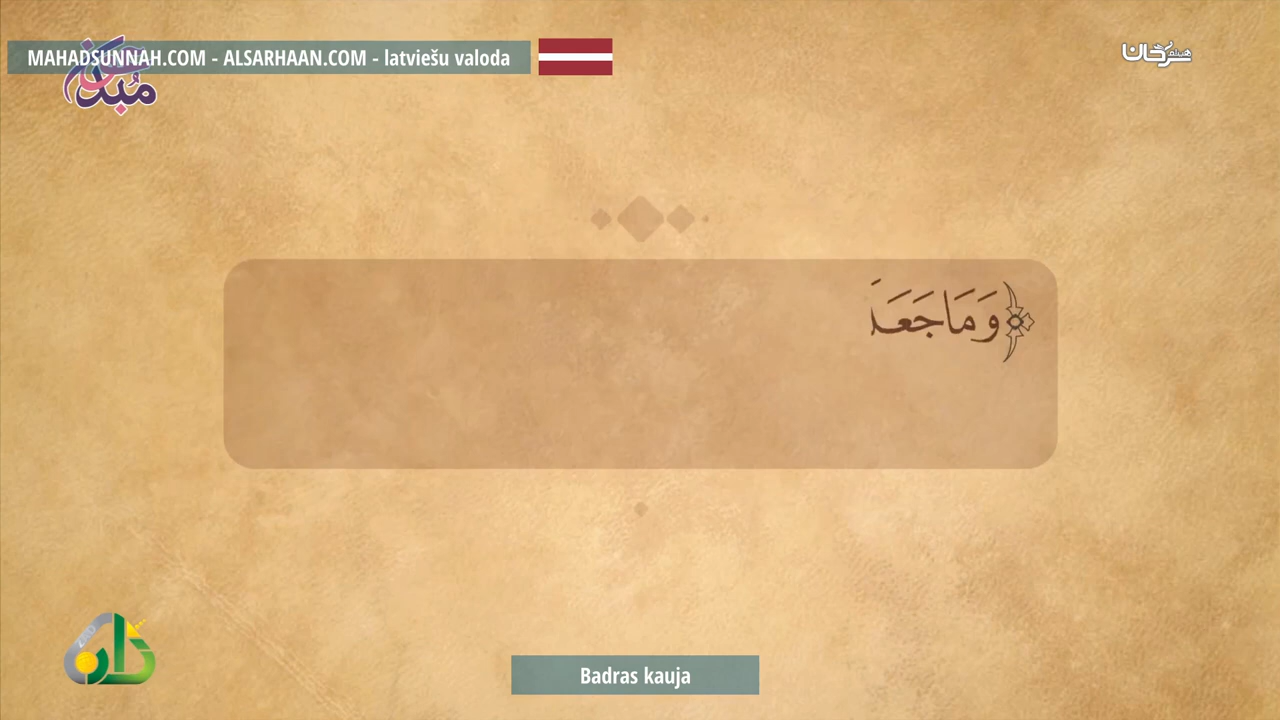 MAHADSUNNAH.COM - ALSARHAAN.COM - latviešu valoda
﴿وَمَا جَعَلَ
Badras kauja